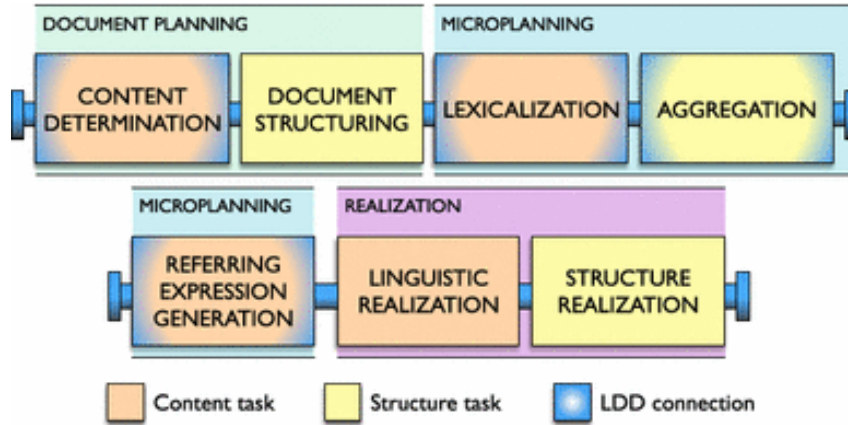 DOCUMENT PLANNING
MICROPLANNING
CONTENT
DETERMINATION
DOCUMENT
STRUCTURING
LEXICALIZATION
AGGREGATION
MICROPLANNING
REALIZATION
REFERRING
EXPRESSION
GENERATION
LINGUISTIC
REALIZATION
STRUCTURE
REALIZATION
Content task
Structure task
LDD connection